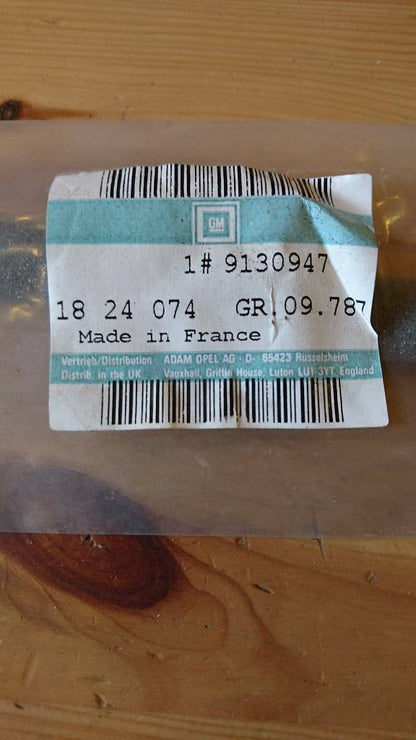 GM
1# 9130947
18 24 074 GR.09.787
Made in France
Vertrieb/Distribution ADAM OPEL AG · D- 65423 Rüsselsheim
Distrib. in the UK Vauxhall, Griffin House, Luton LU1 3YT, England